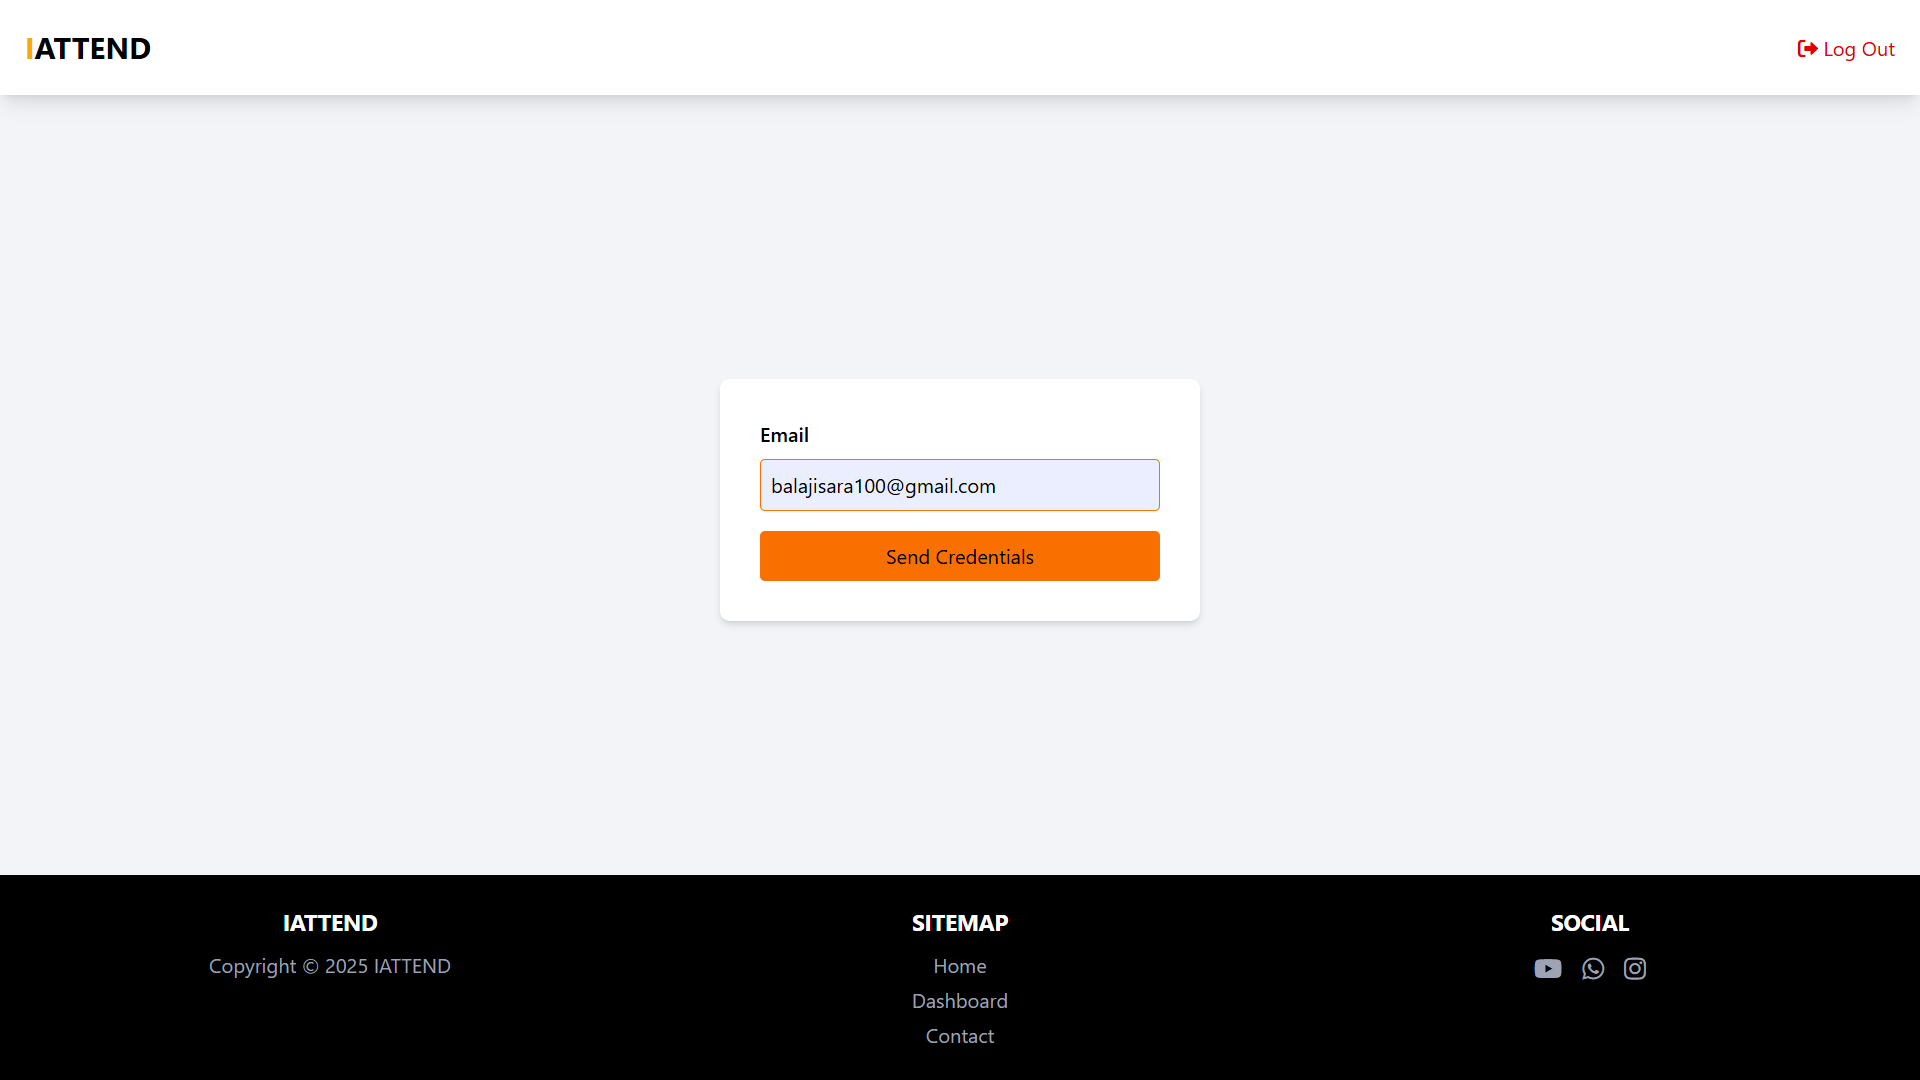 IATTEND
Log Out
Email
balajisara100@gmail.com
Send Credentials
IATTEND
Copyright © 2025 IATTEND
SITEMAP
Home
Dashboard
Contact
SOCIAL